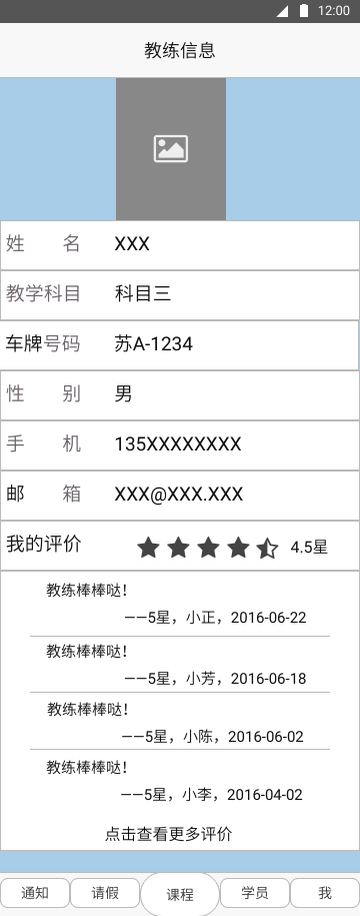 12:00
教练信息
姓 名 XXX
教学科目 科目三
车牌号码 苏A-1234
性 别 男
手 机 135XXXXXXXX
邮 箱 XXX@XXX.XXX
我的评价 4.5星
教练棒棒哒！
——5星，小正，2016-06-22
教练棒棒哒！
——5星，小芳，2016-06-18
教练棒棒哒！
——5星，小陈，2016-06-02
教练棒棒哒！
——5星，小李，2016-04-02
点击查看更多评价
通知 请假 课程 学员 我